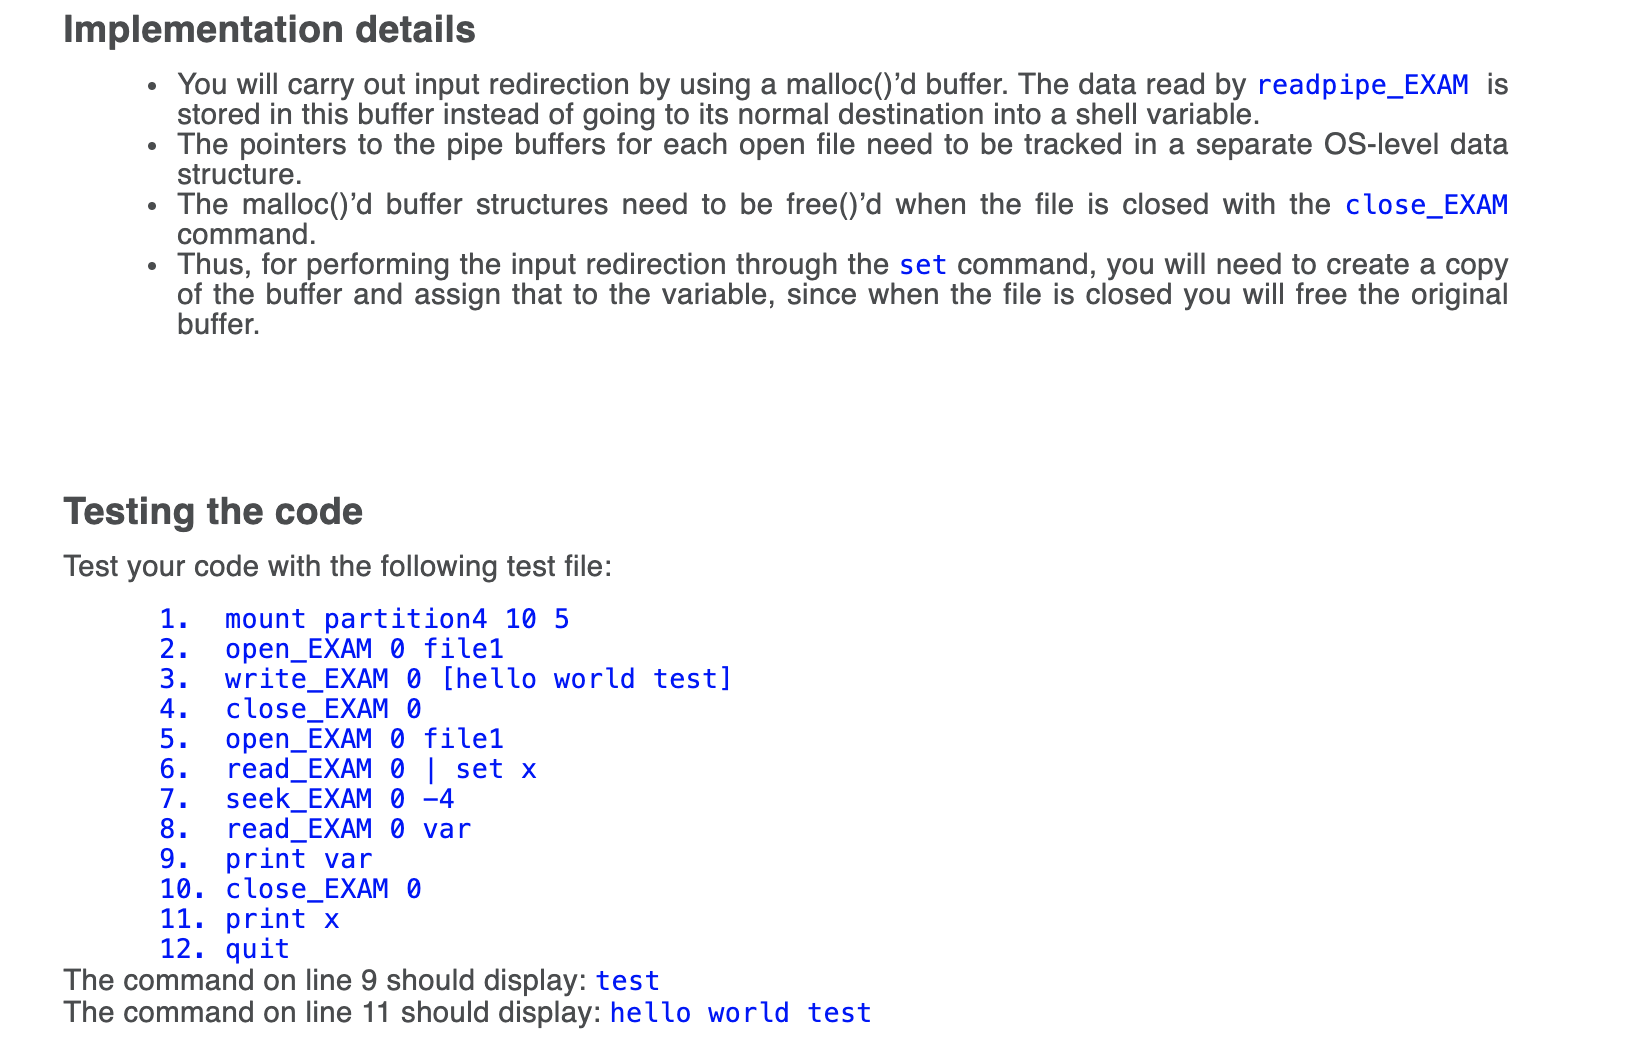 Implementation details
• You will carry out input redirection by using a malloc()’d buffer. The data read by readpipe_EXAM is
stored in this buffer instead of going to its normal destination into a shell variable.
• The pointers to the pipe buffers for each open file need to be tracked in a separate OS-level data
structure.
• The malloc()’d buffer structures need to be free()’d when the file is closed with the close_EXAM
command.
• Thus, for performing the input redirection through the set command, you will need to create a copy
of the buffer and assign that to the variable, since when the file is closed you will free the original
buffer.
Testing the code
Test your code with the following test file:
1. mount partition4 10 5
2. open_EXAM 0 file1
3. write_EXAM 0 [hello world test]
4. close_EXAM 0
5. open_EXAM 0 file1
6. read_EXAM 0 | set x
7. seek_EXAM 0 −4
8. read_EXAM 0 var
9. print var
10. close_EXAM 0
11. print x
12. quit
The command on line 9 should display: test
The command on line 11 should display: hello world test